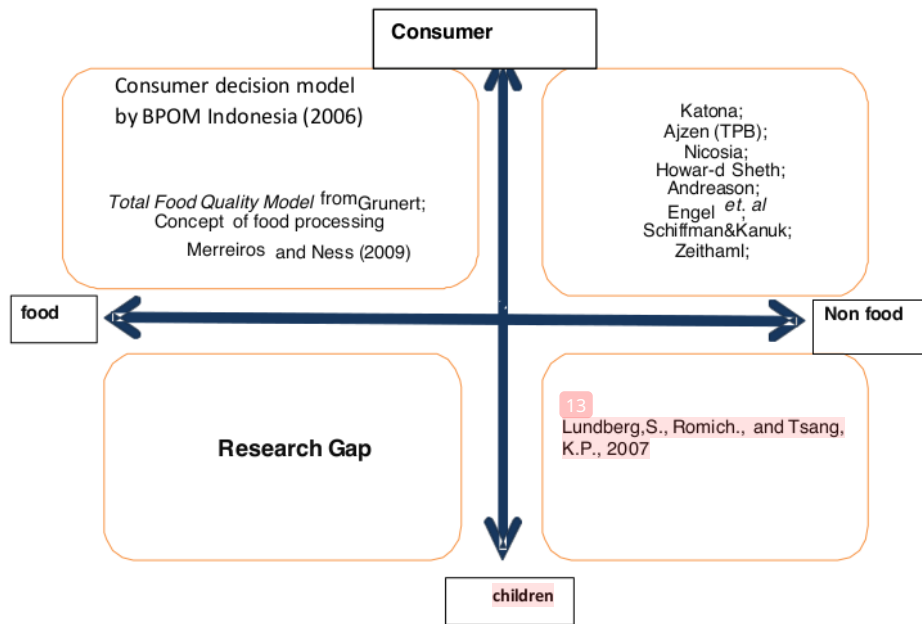 Consumer
Consumer decision model
by BPOM Indonesia (2006)
Total Food Quality Model from Grunert;
Concept of food processing
Merreiros and Ness (2009)
Katona;
Ajzen (TPB);
Nicosia;
Howar-d Sheth;
Andreason;
Engel et. al;
Schiffman&Kanuk;
Zeithaml;
food
Non food
Research Gap
13
Lundberg,S., Romich., and Tsang,
K.P., 2007
children